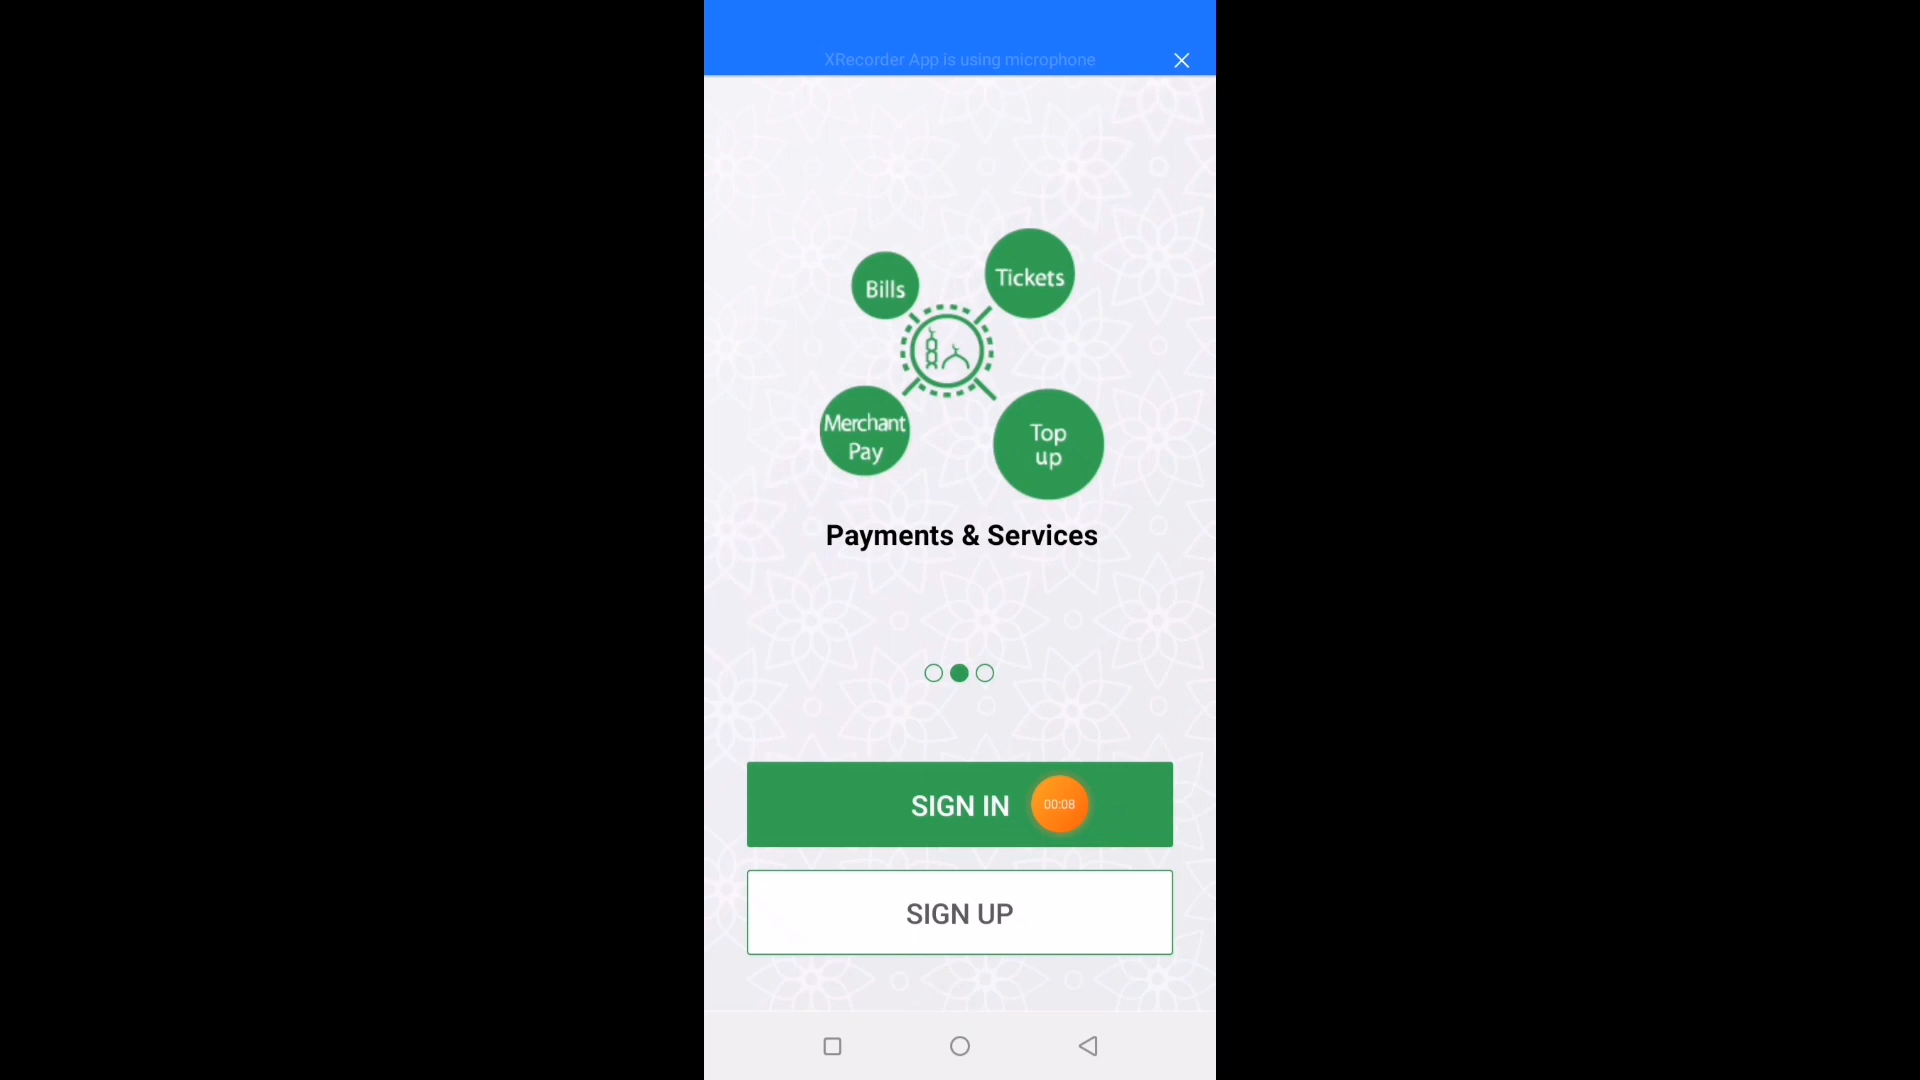 XRecorder App is using microphone
Bills
Tickets
Merchant
Pay
Top
up
Payments & Services
SIGN IN
00:08
SIGN UP